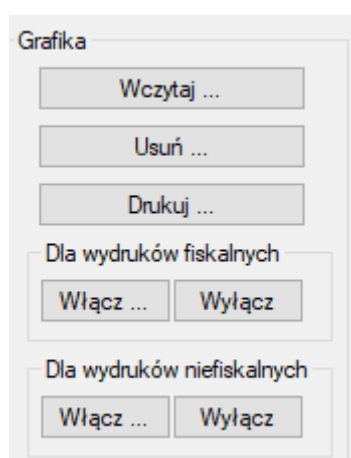 Grafika
Wczytaj ...
Usuń ...
Drukuj ...
Dla wydruków fiskalnych
Włącz ... Wyłącz
Dla wydruków niefiskalnych
Włącz ... Wyłącz